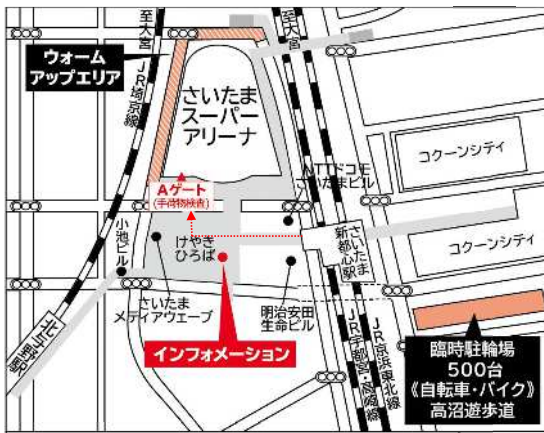 至大宮
至大宮
ウォーム
アップエリア
JR埼京線
さいたま
スーパー
アリーナ
コクーンシティ
NTTドコモ
さいたまビル
Aゲート
(手荷物検査)
小池ビル
けやき
ひろば
さいたま
新都心駅
コクーンシティ
さいたま
メディアウェーブ
明治安田
生命ビル
北与野駅
インフォメーション
JR宇都宮・高崎線
JR京浜東北線
臨時駐輪場
500台
《自転車・バイク》
高沼遊歩道